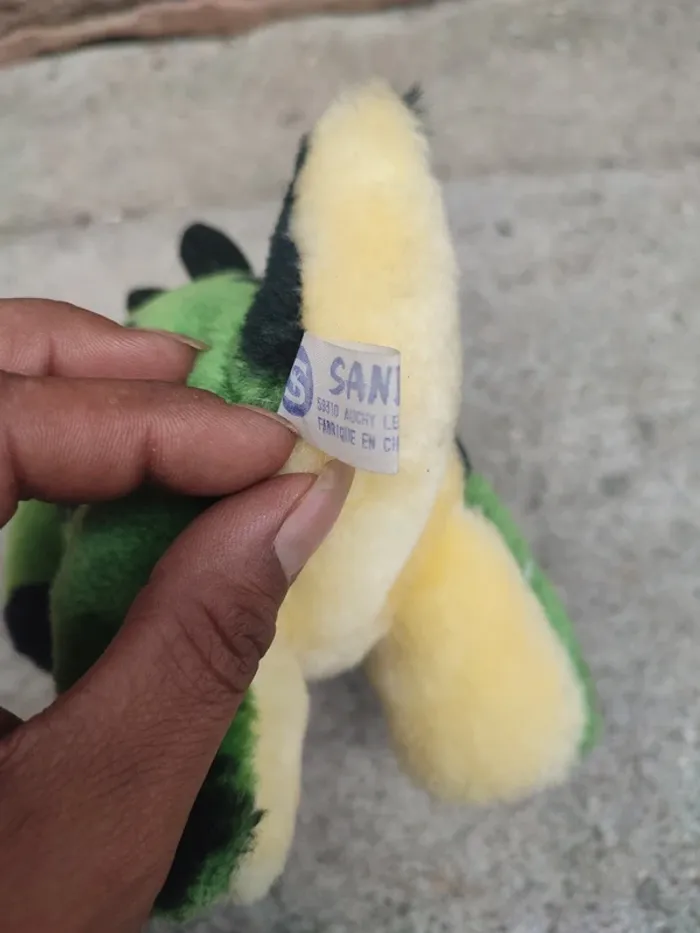 S SANI
59310 AUCHY LE
FABRIQUE EN CH